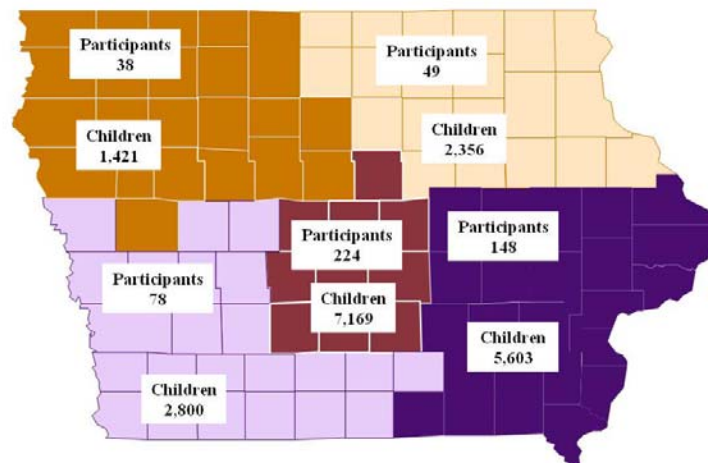 Participants
38
Participants
49
Children
1,421
Children
2,356
Participants
224
Participants
148
Participants
78
Children
7,169
Children
5,603
Children
2,800